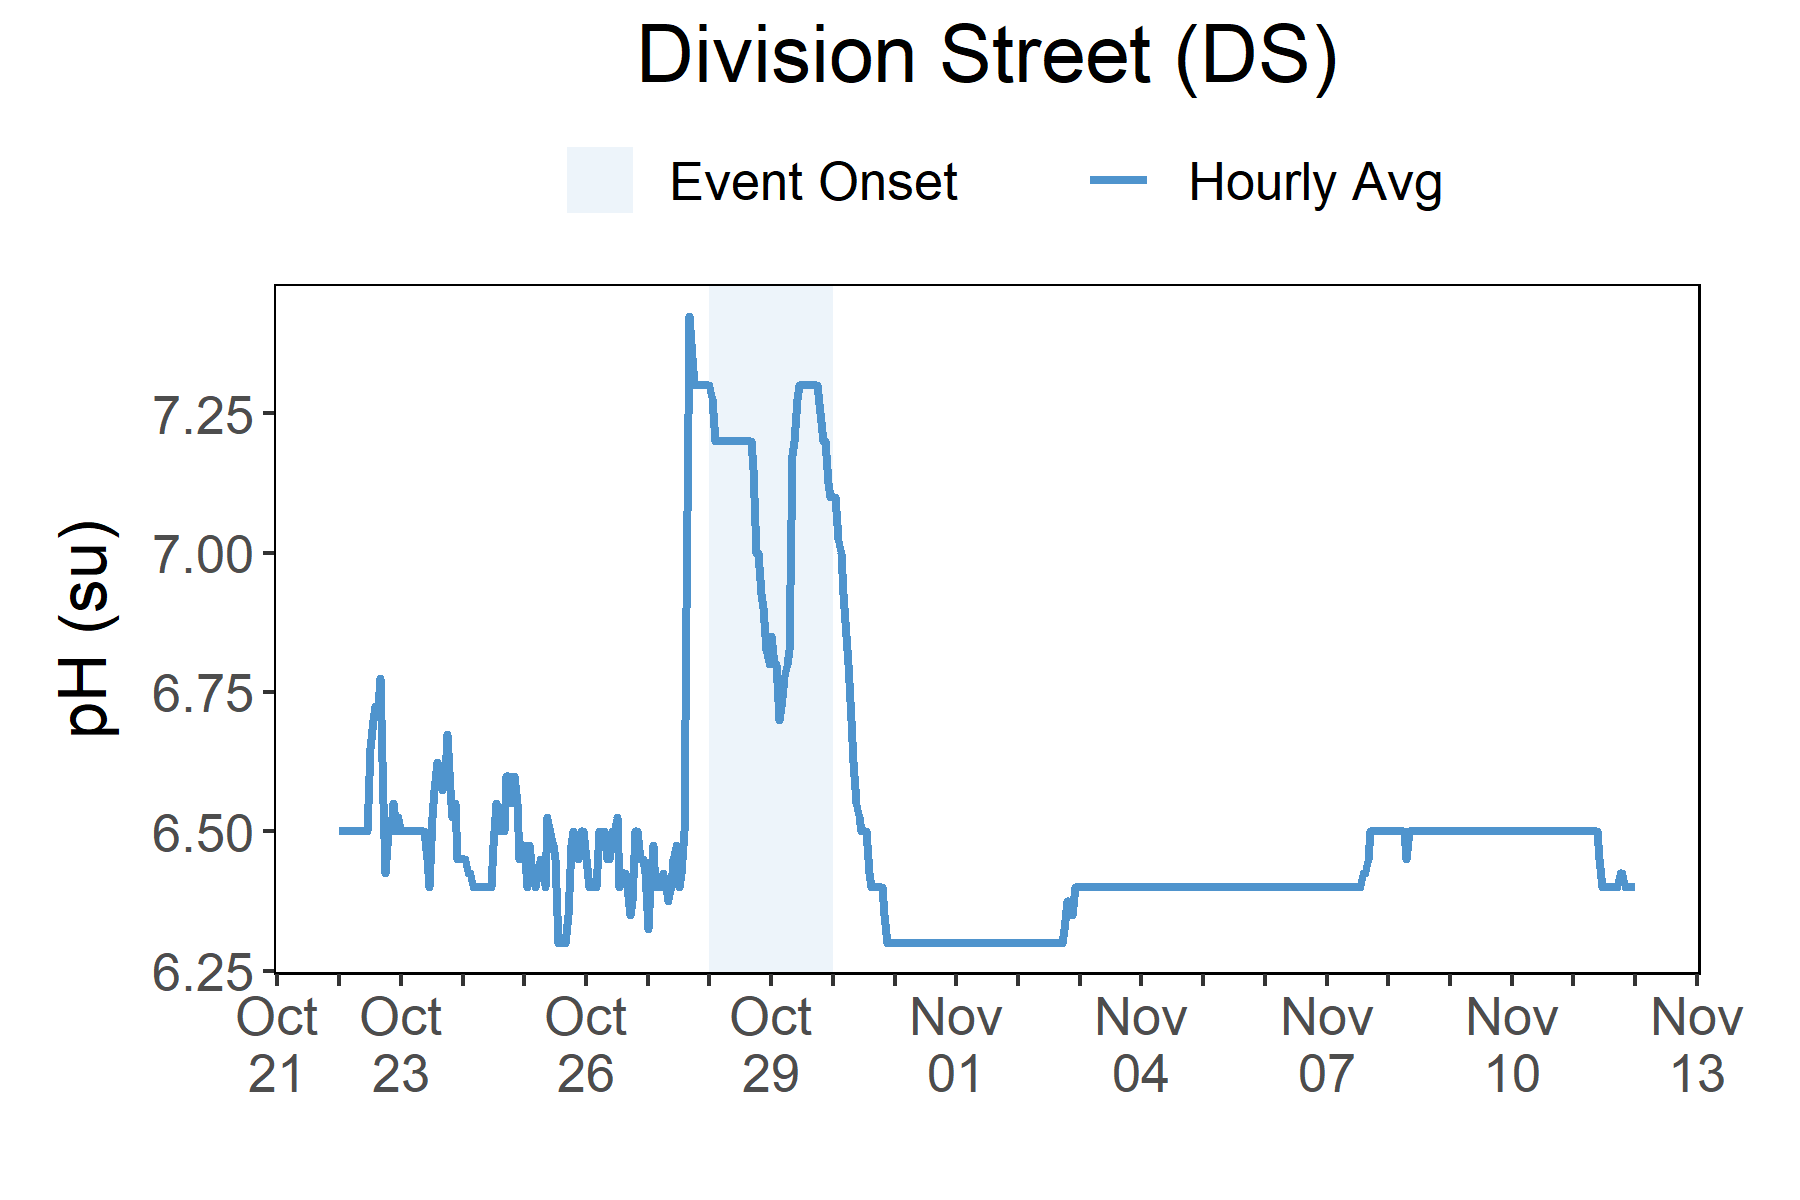 Division Street (DS)
Event Onset Hourly Avg
pH (su)
7.25
7.00
6.75
6.50
6.25
Oct Oct Oct Oct Nov Nov Nov Nov Nov
21 23 26 29 01 04 07 10 13